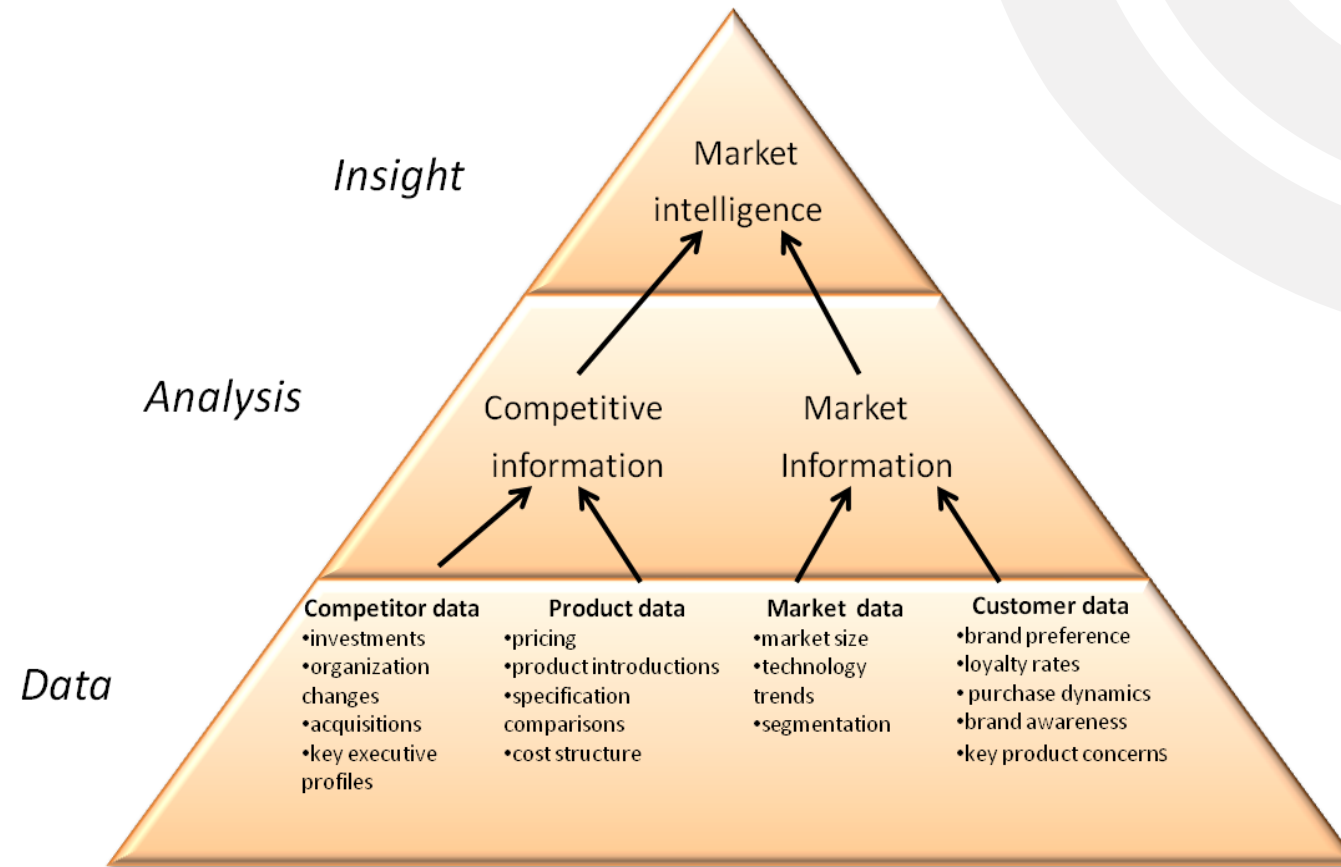 Insight
Market
intelligence
Analysis
Competitive
information
Market
Information
Data
Competitor data
•investments
•organization
changes
•acquisitions
•key executive
profiles
Product data
•pricing
•product introductions
•specification
comparisons
•cost structure
Market data
•market size
•technology
trends
•segmentation
Customer data
•brand preference
•loyalty rates
• purchase dynamics
•brand awareness
•key product concerns